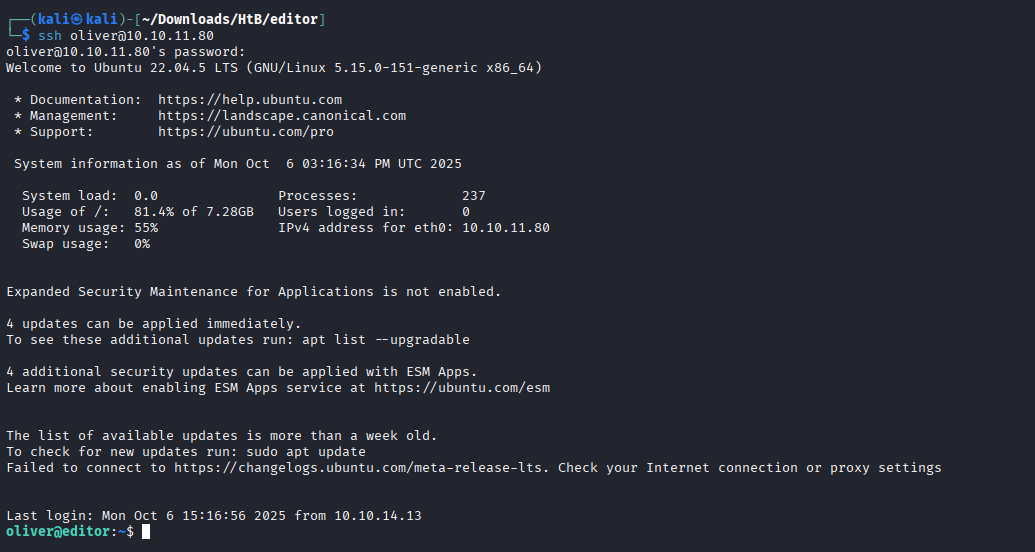 ┌──(kali㉿kali)-[~/Downloads/HtB/editor]
└─$ ssh oliver@10.10.11.80
oliver@10.10.11.80's password:
Welcome to Ubuntu 22.04.5 LTS (GNU/Linux 5.15.0-151-generic x86_64)
* Documentation:  https://help.ubuntu.com
* Management:     https://landscape.canonical.com
* Support:        https://ubuntu.com/pro
System information as of Mon Oct  6 03:16:34 PM UTC 2025
System load:  0.0               Processes:             237
Usage of /:   81.4% of 7.28GB   Users logged in:       0
Memory usage: 55%               IPv4 address for eth0: 10.10.11.80
Swap usage:   0%
Expanded Security Maintenance for Applications is not enabled.
4 updates can be applied immediately.
To see these additional updates run: apt list --upgradable
4 additional security updates can be applied with ESM Apps.
Learn more about enabling ESM Apps service at https://ubuntu.com/esm
The list of available updates is more than a week old.
To check for new updates run: sudo apt update
Failed to connect to https://changelogs.ubuntu.com/meta-release-lts. Check your Internet connection or proxy settings
Last login: Mon Oct 6 15:16:56 2025 from 10.10.14.13
oliver@editor:~$